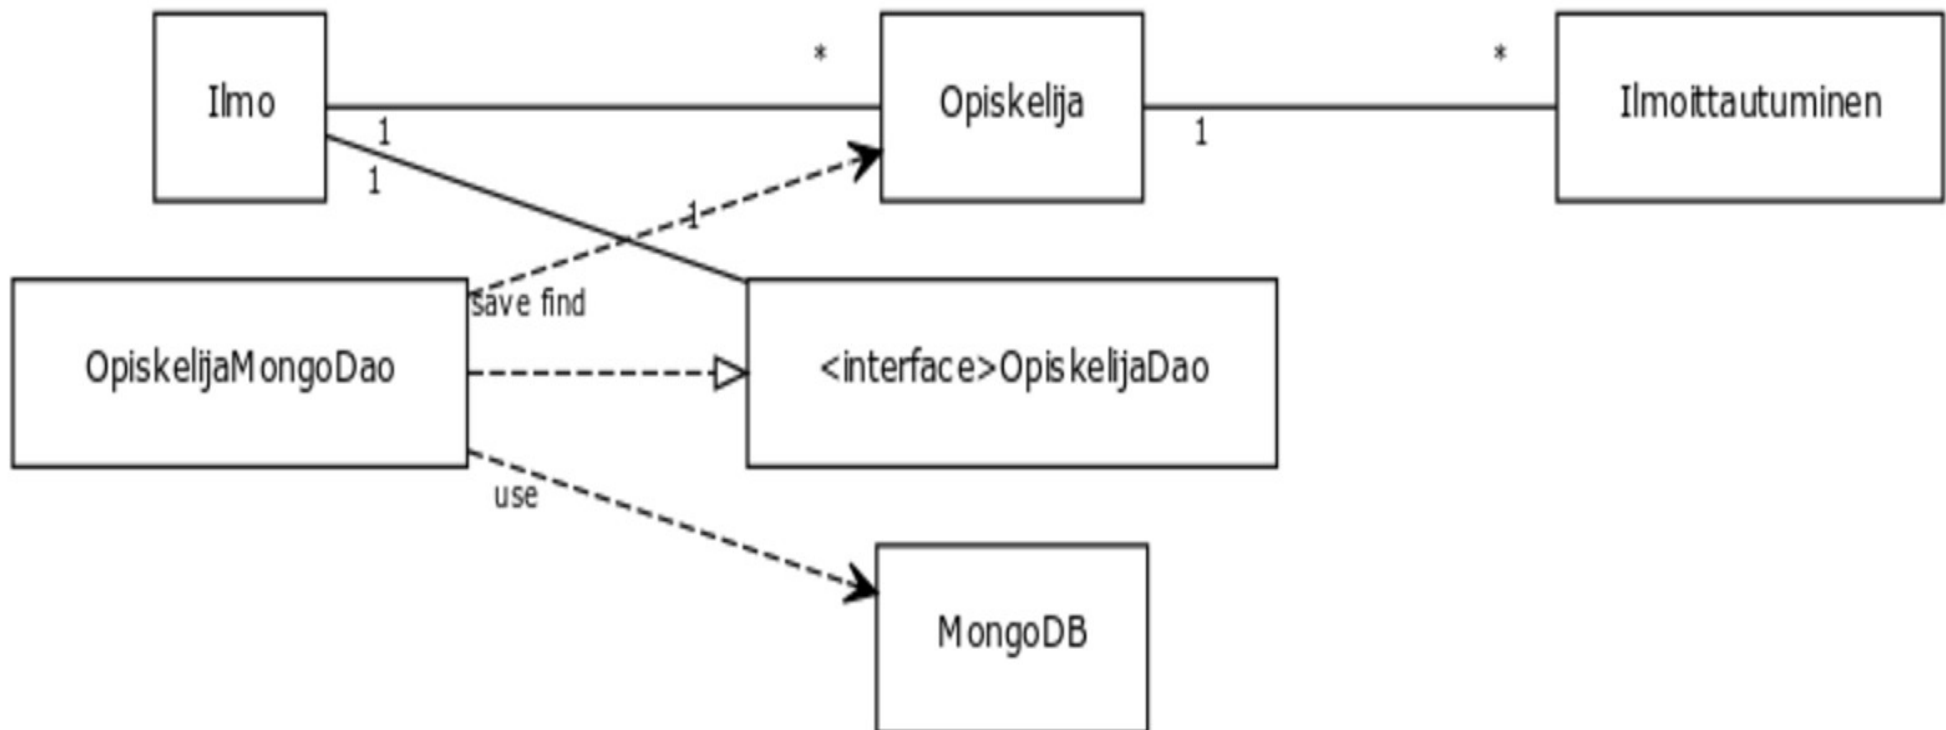 *
*
Ilmo
Opiskelija
Ilmoittautuminen
1
1
1
1
save find
OpiskelijaMongoDao
<interface>OpiskelijaDao
use
MongoDB